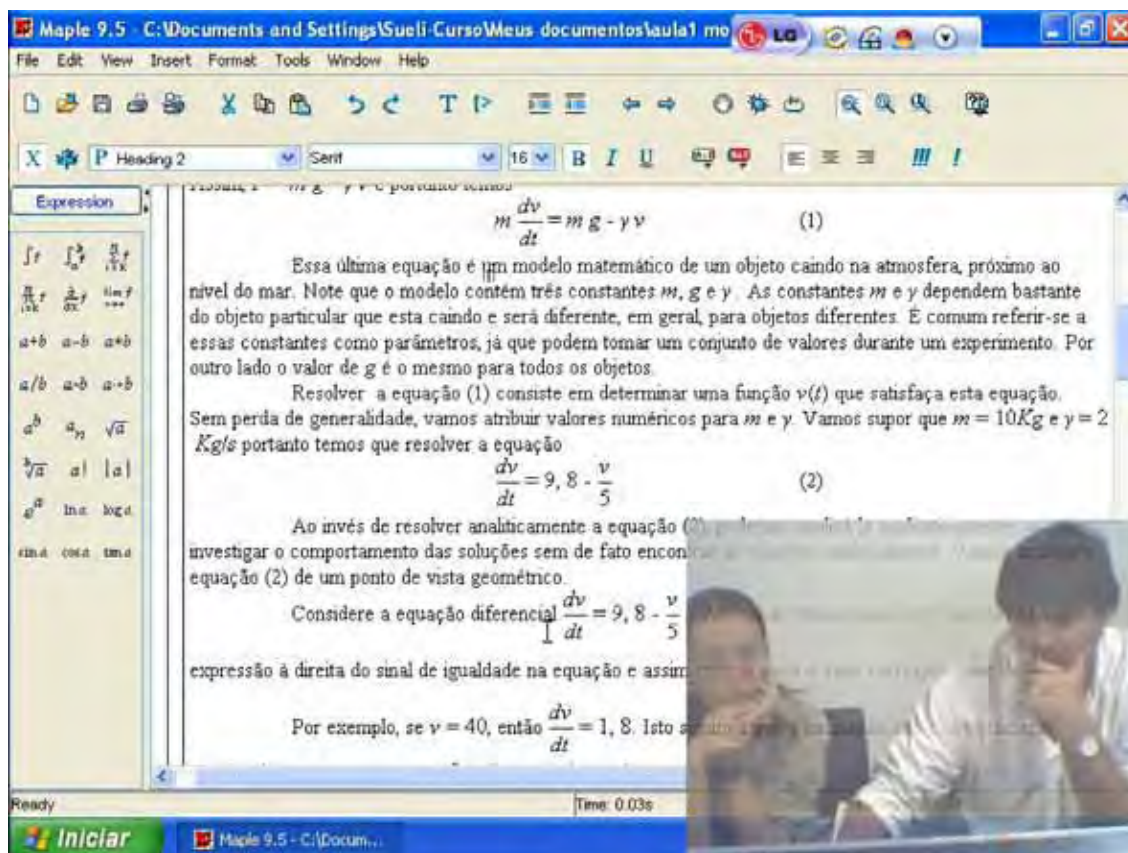 Maple 9.5 - C:\Documents and Settings\Sueli-Curso\Meus documentos\aula1 mo
LG
File Edit View Insert Format Tools Window Help
X P Heading 2 Serif 16 B I U !!! !
Expression
m dv/dt = m g - γ v (1)
Essa última equação é um modelo matemático de um objeto caindo na atmosfera, próximo ao
nível do mar. Note que o modelo contém três constantes m, g e γ. As constantes m e γ dependem bastante
do objeto particular que esta caindo e será diferente, em geral, para objetos diferentes. É comum referir-se a
essas constantes como parâmetros, já que podem tomar um conjunto de valores durante um experimento. Por
outro lado o valor de g é o mesmo para todos os objetos.
Resolver a equação (1) consiste em determinar uma função v(t) que satisfaça esta equação.
Sem perda de generalidade, vamos atribuir valores numéricos para m e γ. Vamos supor que m = 10Kg e γ = 2
Kg/s portanto temos que resolver a equação
dv/dt = 9, 8 - v/5 (2)
Ao invés de resolver analiticamente a equação
investigar o comportamento das soluções sem de fato
equação (2) de um ponto de vista geométrico.
Considere a equação diferencial dv/dt = 9, 8 - v/5
expressão à direita do sinal de igualdade na equação e assim
Por exemplo, se v = 40, então dv/dt = 1, 8. Isto
a+b a-b a*b
a/b
√a
a! |a|
ln a log a
sin a cos a tan a
Ready Time: 0.03s
Iniciar Maple 9.5 - C:\Docum...